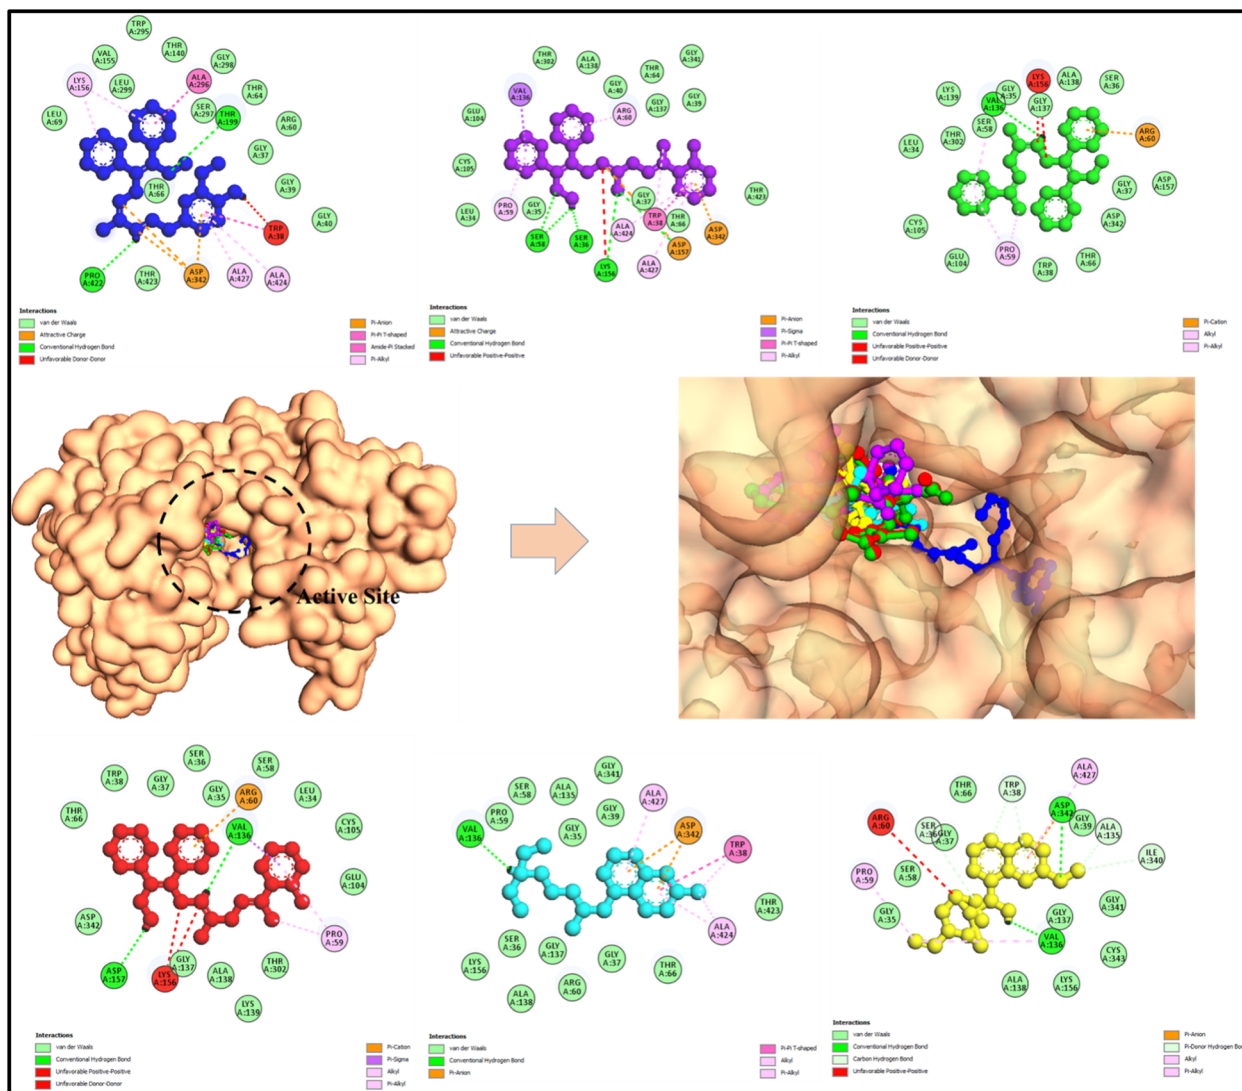 TRP
A:295
VAL
A:155
THR
A:140
GLY
A:298
LYS
A:156
LEU
A:299
ALA
A:296
THR
A:64
LEU
A:69
SER
A:297
THR
A:199
ARG
A:60
GLY
A:37
THR
A:66
GLY
A:39
GLY
A:40
TRP
A:38
PRO
A:422
THR
A:423
ASP
A:342
ALA
A:427
ALA
A:424
Interactions
van der Waals
Attractive Charge
Conventional Hydrogen Bond
Unfavorable Donor-Donor
Pi-Anion
Pi-Pi T-shaped
Amide-Pi Stacked
Pi-Alkyl
THR
A:302
ALA
A:138
GLY
A:341
THR
A:64
GLY
A:40
VAL
A:136
GLY
A:137
GLY
A:39
ARG
A:60
GLU
A:104
CYS
A:105
PRO
A:59
LEU
A:34
GLY
A:35
GLY
A:37
THR
A:423
SER
A:58
SER
A:36
ALA
A:424
TRP
A:38
THR
A:66
ASP
A:342
ASP
A:157
LYS
A:156
ALA
A:427
Interactions
van der Waals
Attractive Charge
Conventional Hydrogen Bond
Unfavorable Positive-Positive
Pi-Anion
Pi-Sigma
Pi-Pi T-shaped
Pi-Alkyl
LYS
A:156
ALA
A:138
SER
A:36
LYS
A:139
VAL
A:136
GLY
A:35
GLY
A:137
SER
A:58
ARG
A:60
LEU
A:34
THR
A:302
GLY
A:37
ASP
A:157
CYS
A:105
ASP
A:342
GLU
A:104
PRO
A:59
TRP
A:38
THR
A:66
Interactions
van der Waals
Conventional Hydrogen Bond
Unfavorable Positive-Positive
Unfavorable Donor-Donor
Pi-Cation
Alkyl
Pi-Alkyl
Active Site
SER
A:36
SER
A:58
TRP
A:38
GLY
A:37
GLY
A:35
ARG
A:60
LEU
A:34
THR
A:66
VAL
A:136
CYS
A:105
GLU
A:104
ASP
A:342
PRO
A:59
ASP
A:157
LYS
A:156
GLY
A:137
ALA
A:138
THR
A:302
LYS
A:139
Interactions
van der Waals
Conventional Hydrogen Bond
Unfavorable Positive-Positive
Unfavorable Donor-Donor
Pi-Cation
Pi-Sigma
Alkyl
Pi-Alkyl
GLY
A:341
SER
A:58
ALA
A:135
ALA
A:427
PRO
A:59
GLY
A:39
VAL
A:136
GLY
A:35
ASP
A:342
TRP
A:38
THR
A:423
ALA
A:424
SER
A:36
GLY
A:137
GLY
A:37
THR
A:66
LYS
A:156
ARG
A:60
ALA
A:138
Interactions
van der Waals
Conventional Hydrogen Bond
Pi-Anion
Pi-Pi T-shaped
Alkyl
Pi-Alkyl
ALA
A:427
THR
A:66
TRP
A:38
ASP
A:342
ARG
A:60
SER
A:36
GLY
A:37
GLY
A:39
ALA
A:135
ILE
A:340
PRO
A:59
SER
A:58
GLY
A:35
GLY
A:137
GLY
A:341
VAL
A:136
CYS
A:343
ALA
A:138
LYS
A:156
Interactions
van der Waals
Conventional Hydrogen Bond
Carbon Hydrogen Bond
Unfavorable Positive-Positive
Pi-Anion
Pi-Donor Hydrogen Bond
Alkyl
Pi-Alkyl